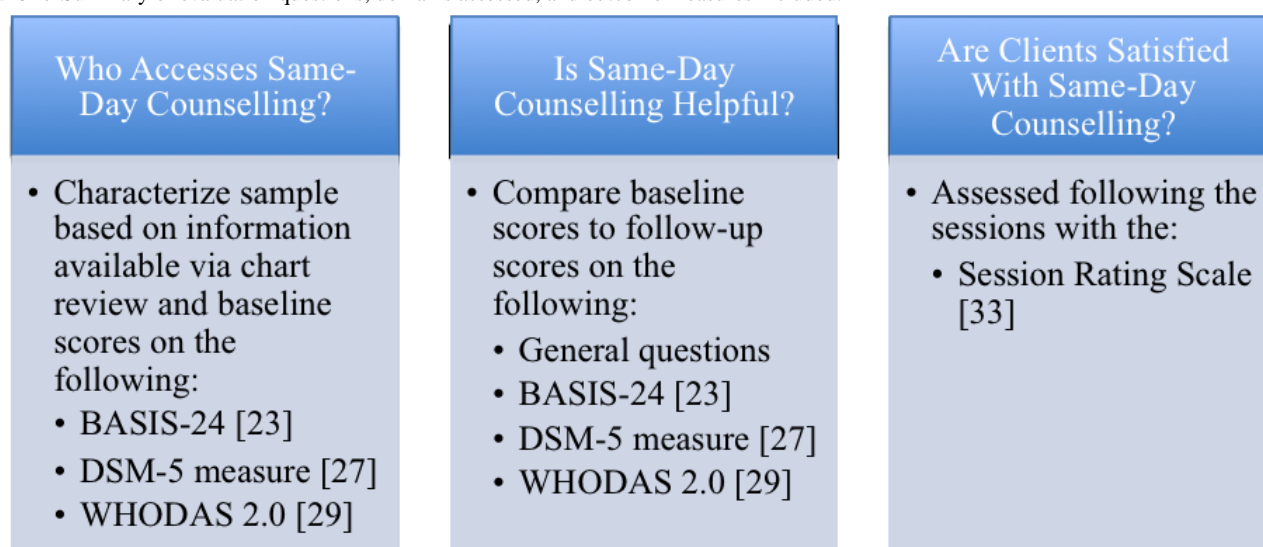 Who Accesses Same-
Day Counselling?
• Characterize sample
based on information
available via chart
review and baseline
scores on the
following:
• BASIS-24 [23]
• DSM-5 measure [27]
• WHODAS 2.0 [29]
Is Same-Day
Counselling Helpful?
• Compare baseline
scores to follow-up
scores on the
following:
• General questions
• BASIS-24 [23]
• DSM-5 measure [27]
• WHODAS 2.0 [29]
Are Clients Satisfied
With Same-Day
Counselling?
• Assessed following the
sessions with the:
• Session Rating Scale
[33]